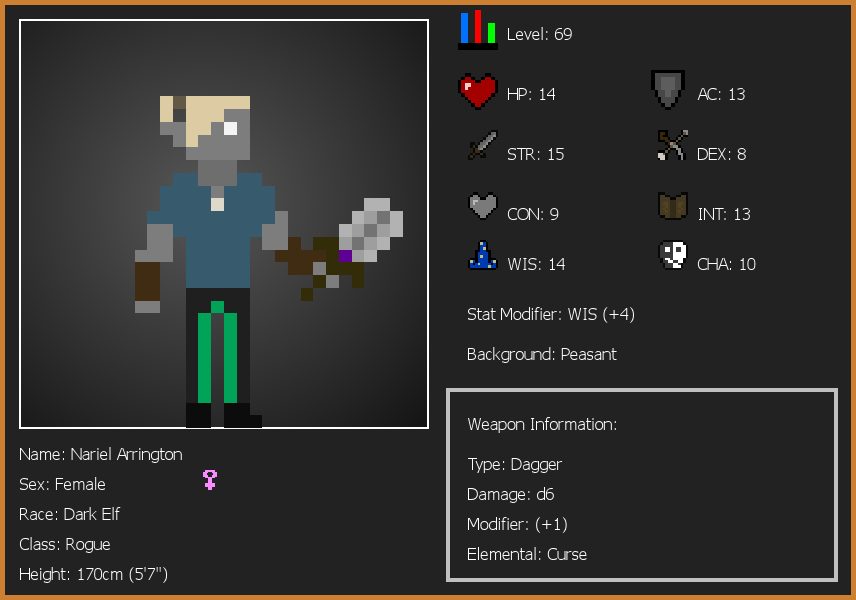 Level: 69
HP: 14
AC: 13
STR: 15
DEX: 8
CON: 9
INT: 13
WIS: 14
CHA: 10
Stat Modifier: WIS (+4)
Background: Peasant
Weapon Information:
Type: Dagger
Damage: d6
Modifier: (+1)
Elemental: Curse
Name: Nariel Arrington
Sex: Female
Race: Dark Elf
Class: Rogue
Height: 170cm (5'7")